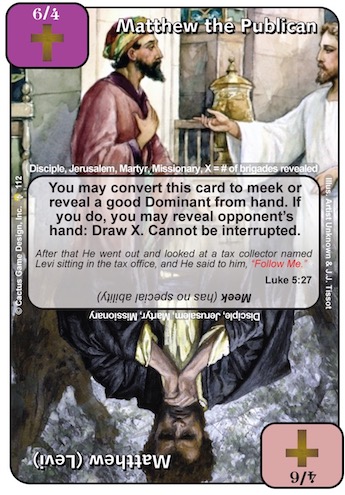 6/4
Matthew the Publican
Disciple, Jerusalem, Martyr, Missionary, X = # of brigades revealed
You may convert this card to meek or
reveal a good Dominant from hand. If
you do, you may reveal opponent's
hand: Draw X. Cannot be interrupted.
After that He went out and looked at a tax collector named
Levi sitting in the tax office, and He said to him, "Follow Me."
Luke 5:27
© Cactus Game Design, Inc. 112
Illus. Artist Unknown & J.J. Tissot
Meek (has no special ability)
Disciple, Jerusalem, Martyr, Missionary
Matthew (Levi)
4/6